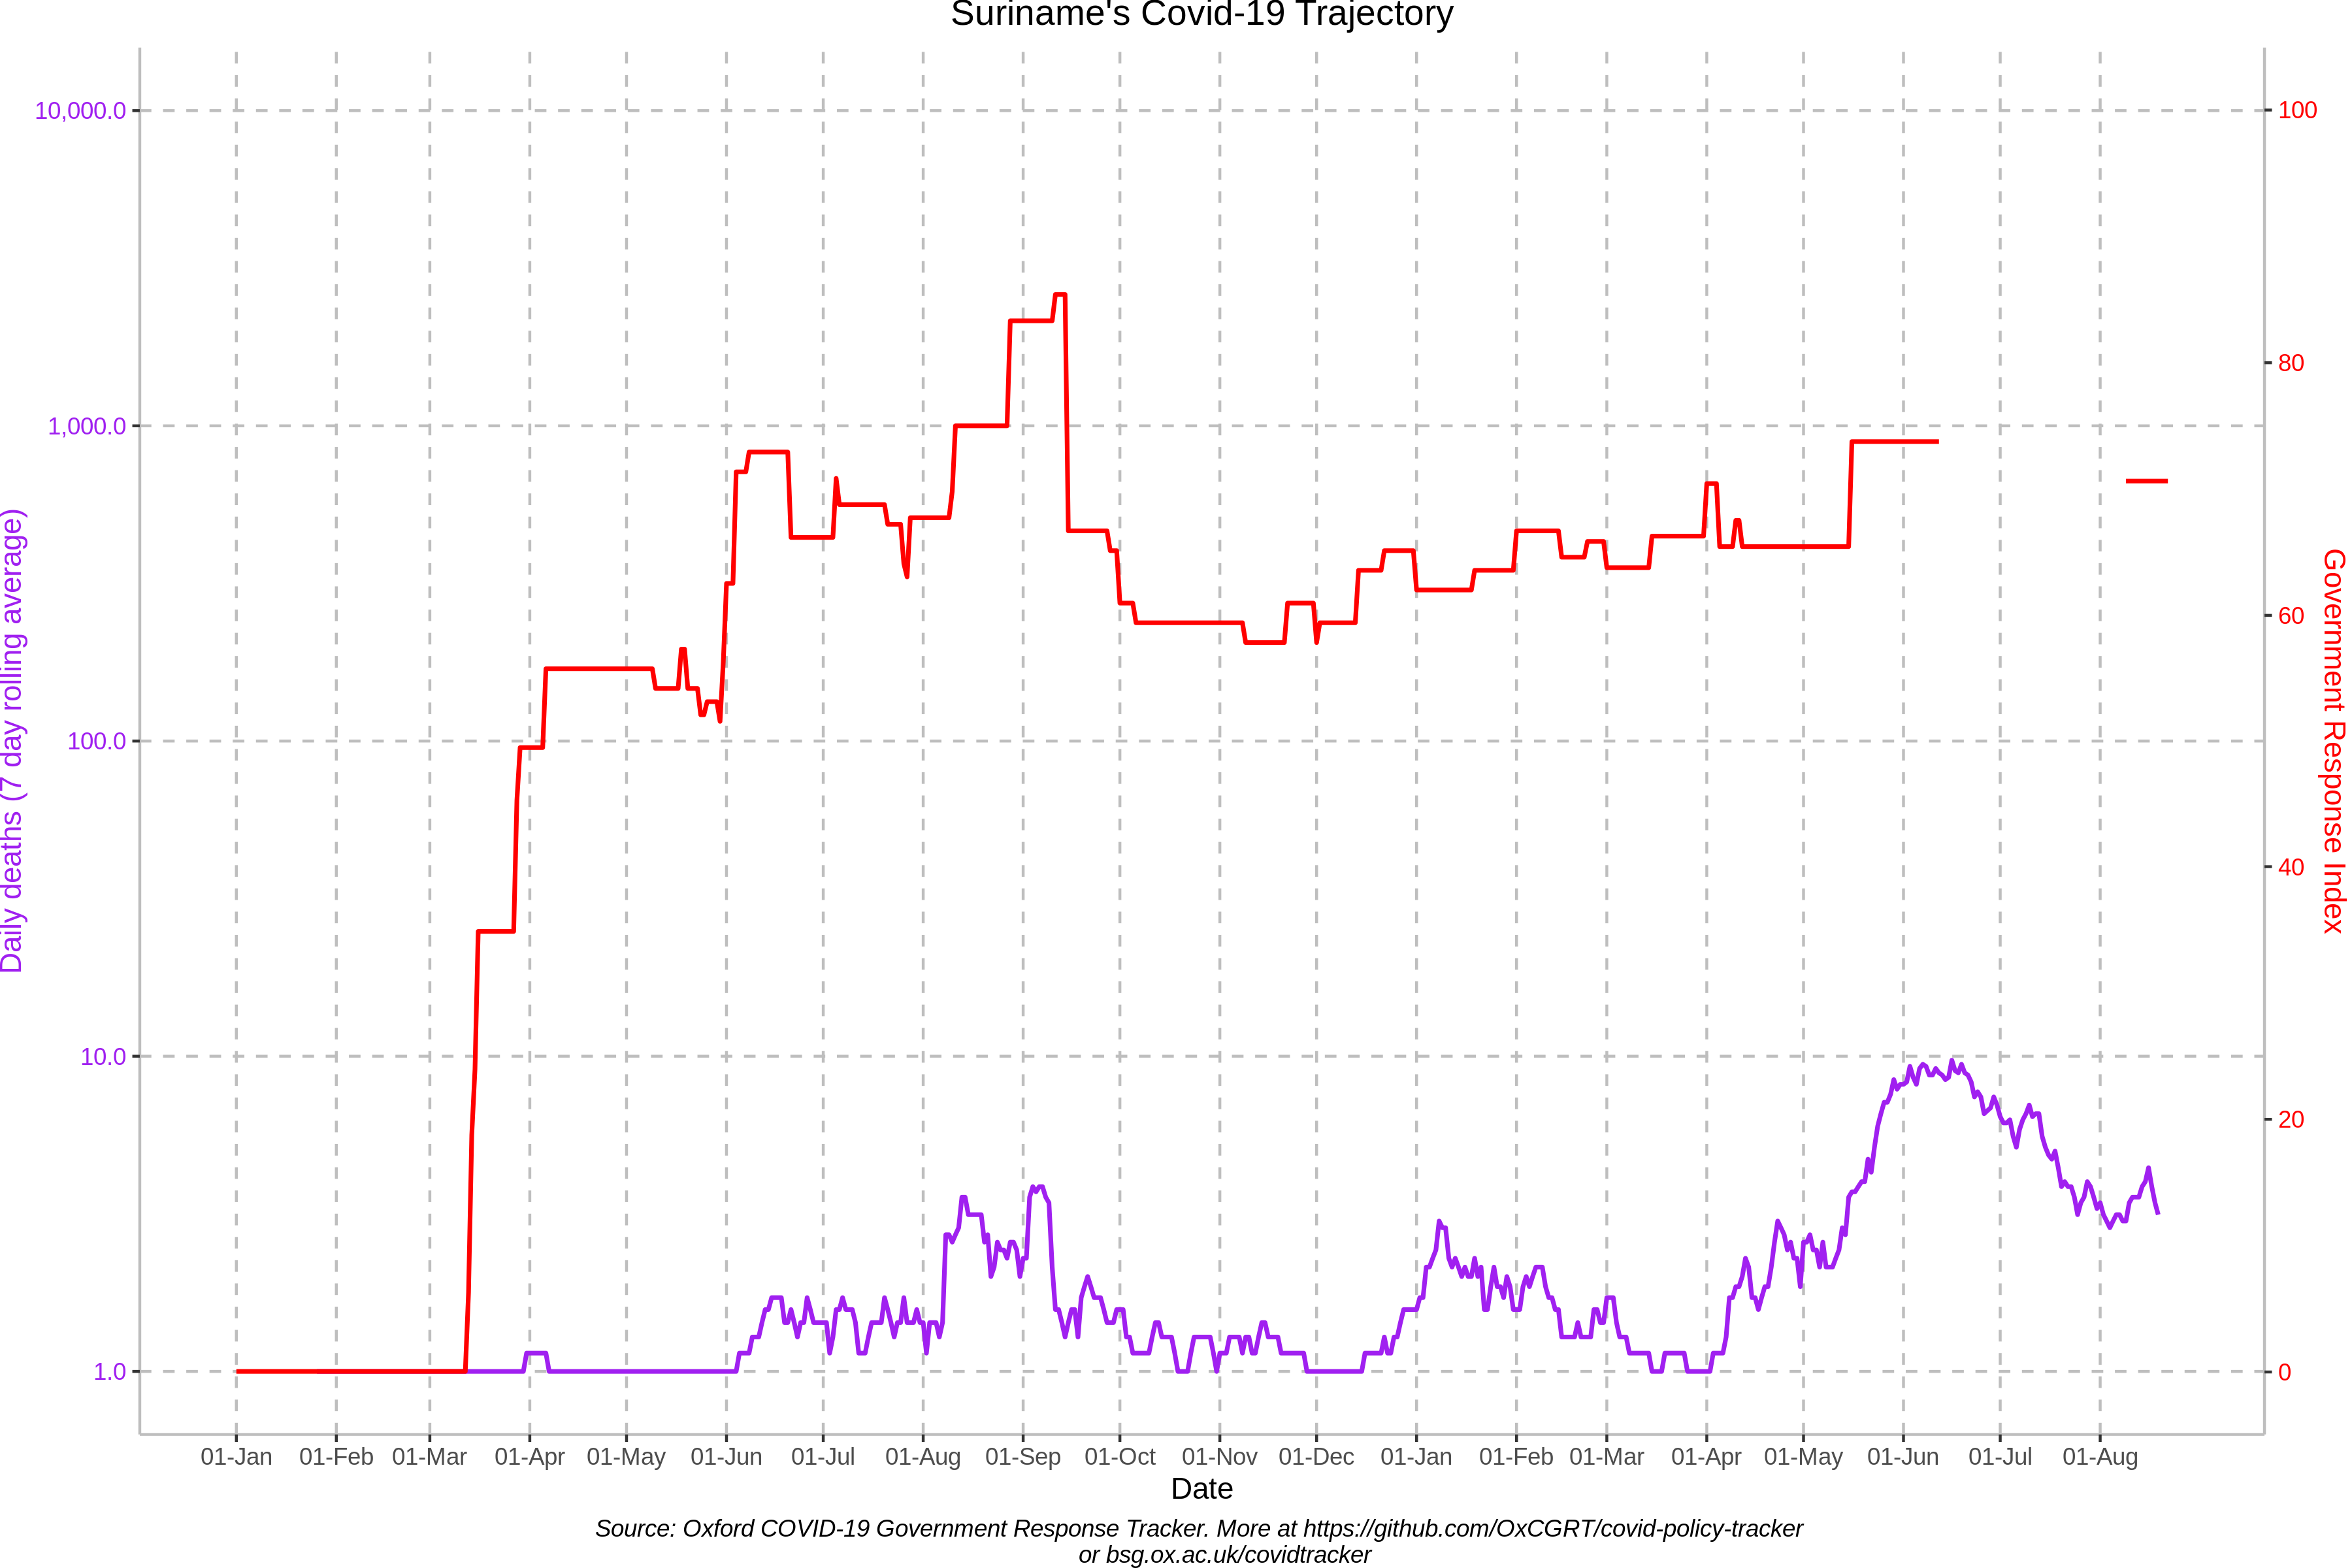 Suriname's Covid-19 Trajectory
10,000.0
1,000.0
100.0
10.0
1.0
Daily deaths (7 day rolling average)
100
80
60
40
20
0
Government Response Index
01-Jan 01-Feb 01-Mar 01-Apr 01-May 01-Jun 01-Jul 01-Aug 01-Sep 01-Oct 01-Nov 01-Dec 01-Jan 01-Feb 01-Mar 01-Apr 01-May 01-Jun 01-Jul 01-Aug
Date
Source: Oxford COVID-19 Government Response Tracker. More at https://github.com/OxCGRT/covid-policy-tracker
or bsg.ox.ac.uk/covidtracker